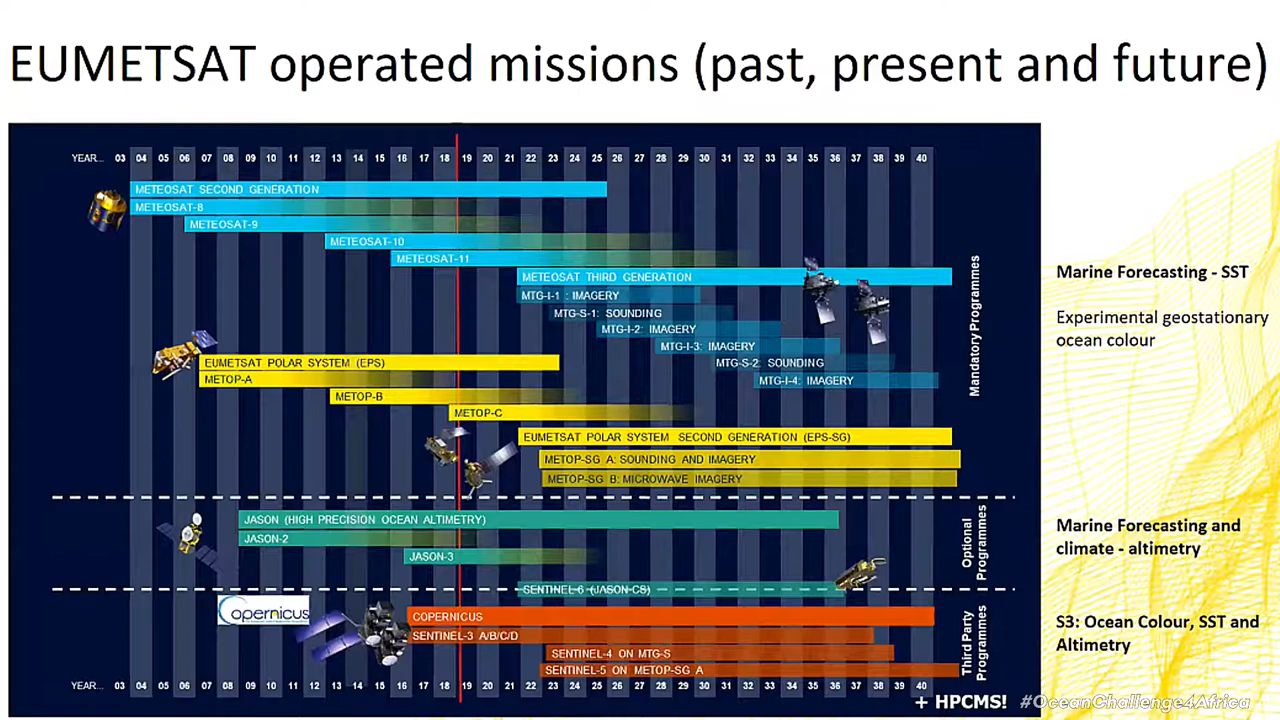 EUMETSAT operated missions (past, present and future)
YEAR... 03 04 05 06 07 08 09 10 11 12 13 14 15 16 17 18 19 20 21 22 23 24 25 26 27 28 29 30 31 32 33 34 35 36 37 38 39 40
METEOSAT SECOND GENERATION
METEOSAT-8
METEOSAT-9
METEOSAT-10
METEOSAT-11
METEOSAT THIRD GENERATION
MTG-I-1 : IMAGERY
MTG-S-1: SOUNDING
MTG-I-2: IMAGERY
MTG-I-3: IMAGERY
MTG-S-2: SOUNDING
MTG-I-4: IMAGERY
EUMETSAT POLAR SYSTEM (EPS)
METOP-A
METOP-B
METOP-C
EUMETSAT POLAR SYSTEM SECOND GENERATION (EPS-SG)
METOP-SG A: SOUNDING AND IMAGERY
METOP-SG B: MICROWAVE IMAGERY
Mandatory Programmes
JASON (HIGH PRECISION OCEAN ALTIMETRY)
JASON-2
JASON-3
SENTINEL-6 (JASON-CS)
Optional
Programmes
opernicus
COPERNICUS
SENTINEL-3 A/B/C/D
SENTINEL-4 ON MTG-S
SENTINEL-5 ON METOP-SG A
Third Party
Programmes
YEAR... 03 04 05 06 07 08 09 10 11 12 13 14 15 16 17 18 19 20 21 22 23 24 25 26 27 28 29 30 31 32 33 34 35 36 37 38 39 40
Marine Forecasting - SST
Experimental geostationary
ocean colour
Marine Forecasting and
climate - altimetry
S3: Ocean Colour, SST and
Altimetry
+ HPCMS!
#OceanChallenge4Africa